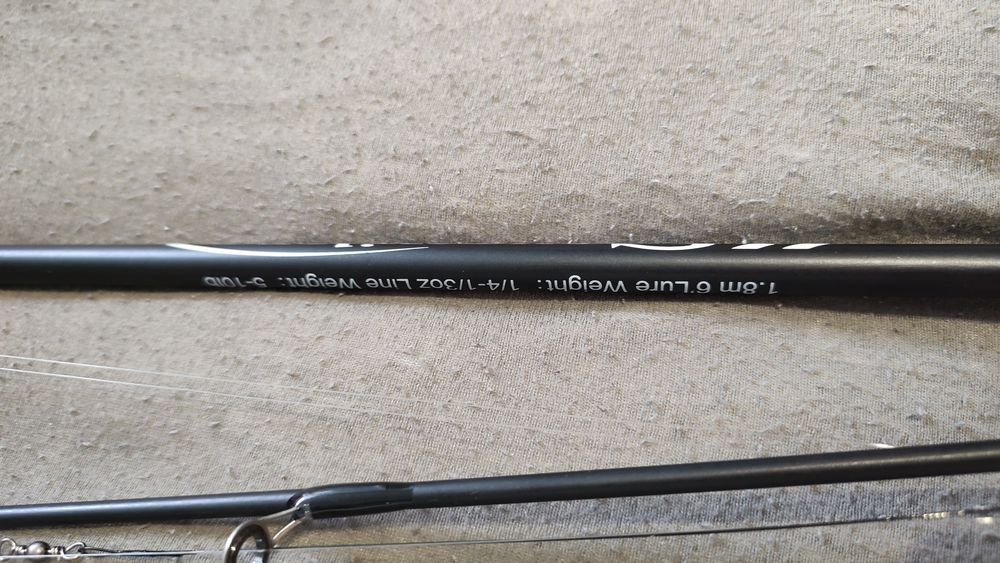 1.8m 6' Lure Weight: 1/4-1/3oz Line Weight: 5-10lb